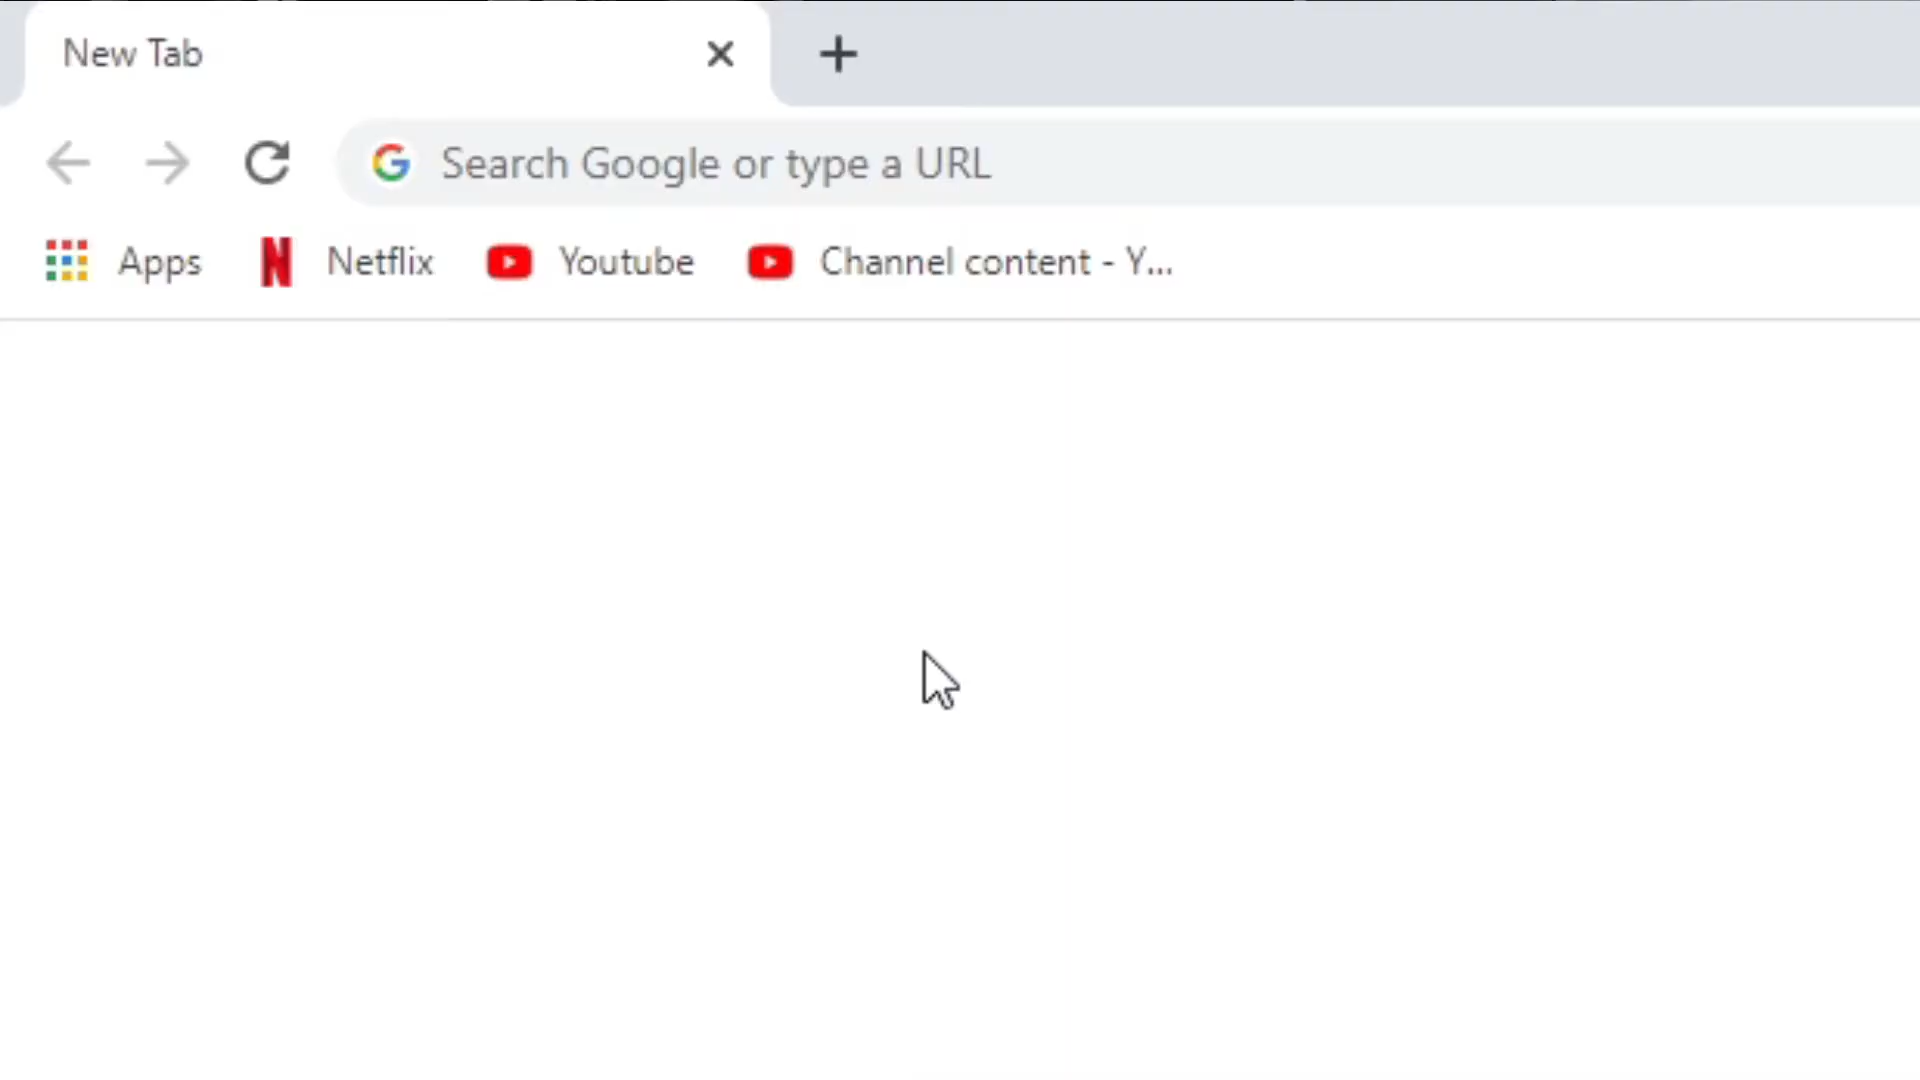 New Tab
Search Google or type a URL
Apps Netflix Youtube Channel content - Y...